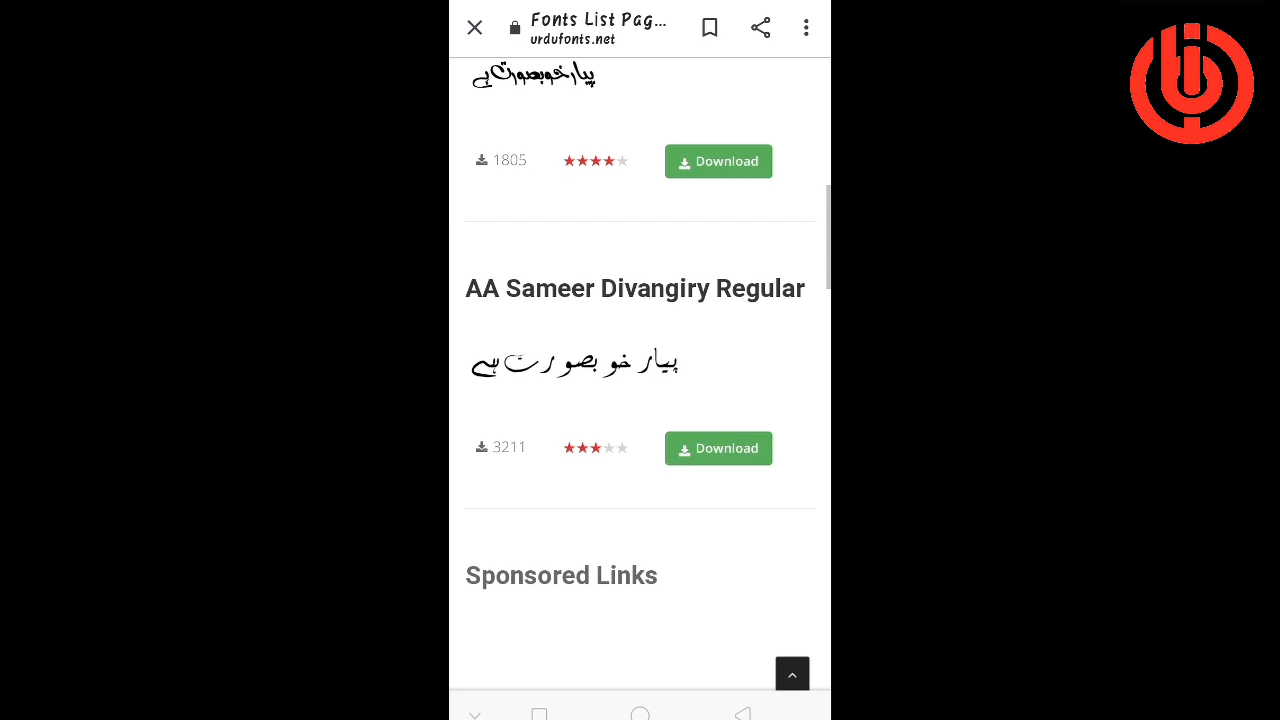 Fonts List Pag...
urdufonts.net
پیار خوبصورت ہے
1805
Download
AA Sameer Divangiry Regular
پیار خوبصورت ہے
3211
Download
Sponsored Links